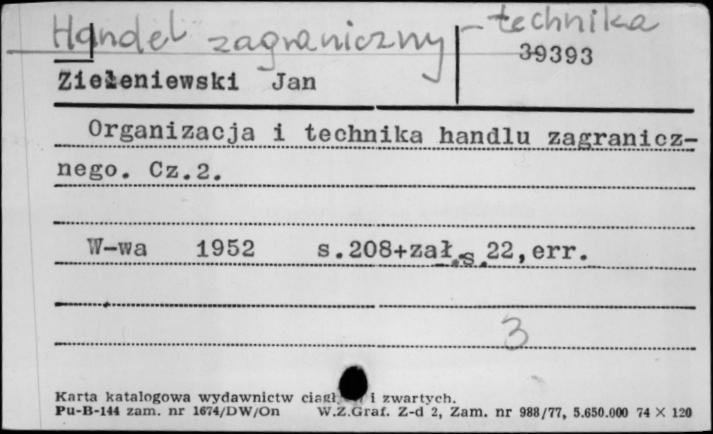 Handel zagraniczny - technika
39393
Zieleniewski Jan
Organizacja i technika handlu zagranicz-
nego. Cz.2.
W-wa 1952 s.208+zał.s.22,err.
3
Karta katalogowa wydawnictw i zwartych.
Pu-B-144 zam. nr 1674/DW/On W.Z.Graf. Z-d 2, Zam. nr 988/77, 5.650.000 74 × 120